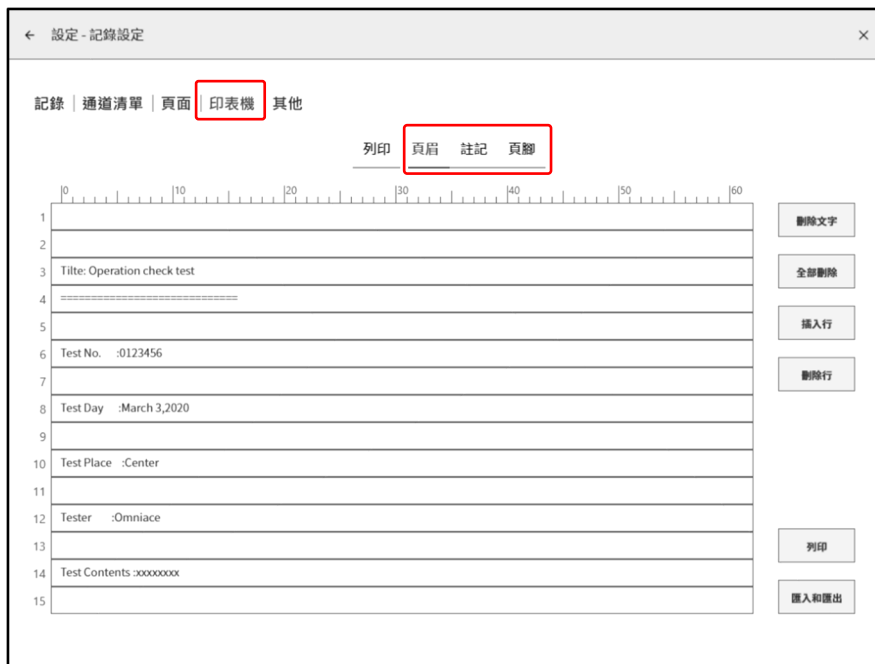 ← 設定 - 記錄設定 ×
記錄 | 通道清單 | 頁面 | 印表機 其他
列印 頁眉 註記 頁腳
0 10 20 30 40 50 60
1
2
3 Tilte: Operation check test
4 =============================
5
6 Test No. :0123456
7
8 Test Day :March 3,2020
9
10 Test Place :Center
11
12 Tester :Omniace
13
14 Test Contents :xxxxxxxx
15
刪除文字
全部刪除
插入行
刪除行
列印
匯入和匯出